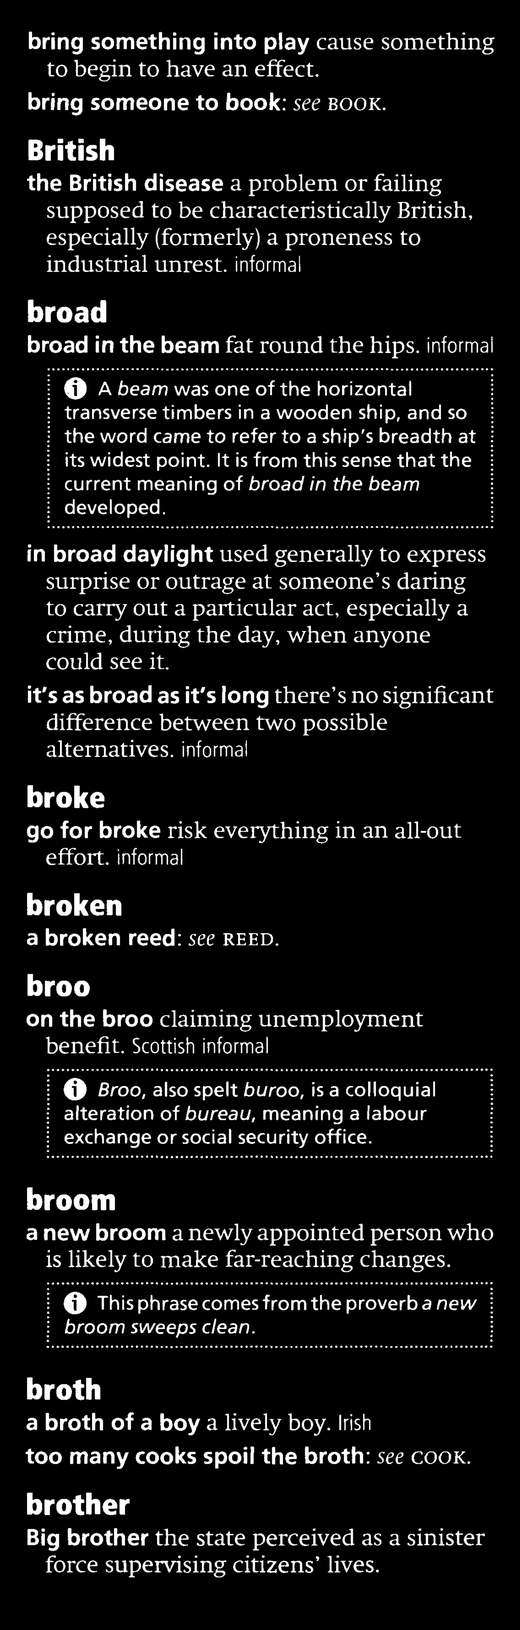 bring something into play cause something
to begin to have an effect.
bring someone to book: see BOOK.
British
the British disease a problem or failing
supposed to be characteristically British,
especially (formerly) a proneness to
industrial unrest. informal
broad
broad in the beam fat round the hips. informal
A beam was one of the horizontal
transverse timbers in a wooden ship, and so
the word came to refer to a ship's breadth at
its widest point. It is from this sense that the
current meaning of broad in the beam
developed.
in broad daylight used generally to express
surprise or outrage at someone's daring
to carry out a particular act, especially a
crime, during the day, when anyone
could see it.
it's as broad as it's long there's no significant
difference between two possible
alternatives. informal
broke
go for broke risk everything in an all-out
effort. informal
broken
a broken reed: see REED.
broo
on the broo claiming unemployment
benefit. Scottish informal
Broo, also spelt buroo, is a colloquial
alteration of bureau, meaning a labour
exchange or social security office.
broom
a new broom a newly appointed person who
is likely to make far-reaching changes.
This phrase comes from the proverb a new
broom sweeps clean.
broth
a broth of a boy a lively boy. Irish
too many cooks spoil the broth: see COOK.
brother
Big brother the state perceived as a sinister
force supervising citizens' lives.